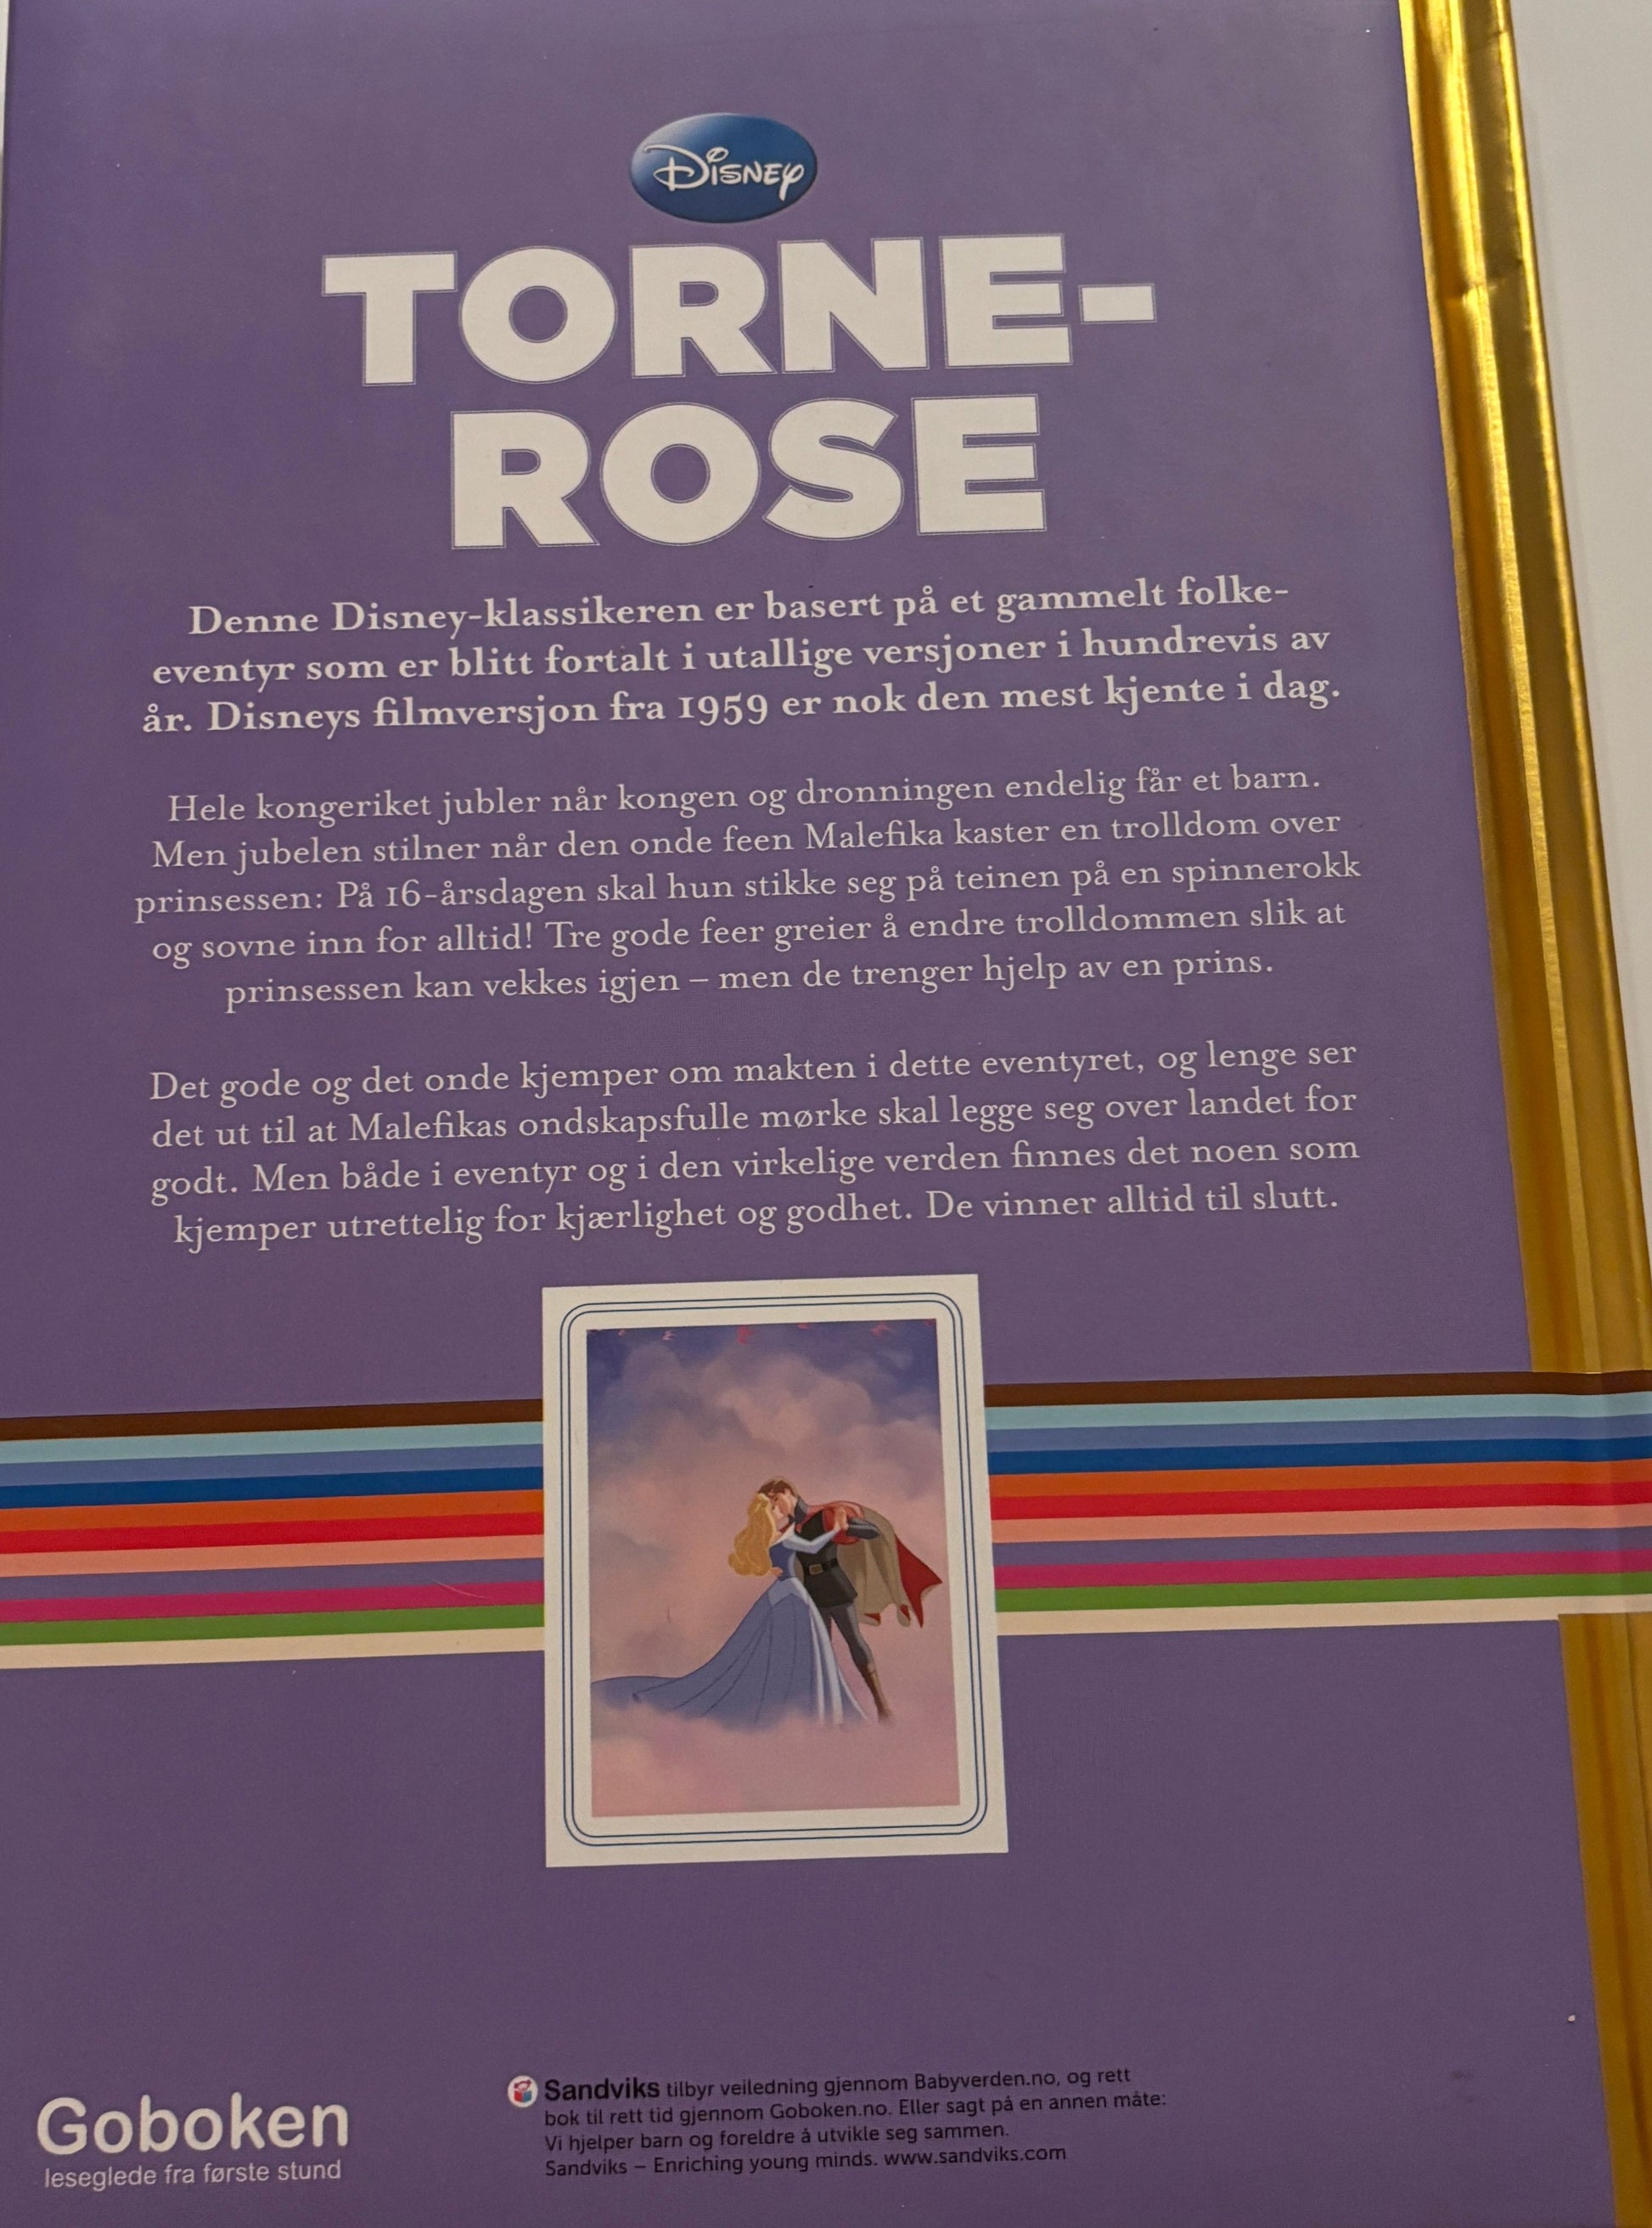 Disney
TORNE-
ROSE
Denne Disney-klassikeren er basert på et gammelt folke-
eventyr som er blitt fortalt i utallige versjoner i hundrevis av
år. Disneys filmversjon fra 1959 er nok den mest kjente i dag.
Hele kongeriket jubler når kongen og dronningen endelig får et barn.
Men jubelen stilner når den onde feen Malefika kaster en trolldom over
prinsessen: På 16-årsdagen skal hun stikke seg på teinen på en spinnerokk
og sovne inn for alltid! Tre gode feer greier å endre trolldommen slik at
prinsessen kan vekkes igjen – men de trenger hjelp av en prins.
Det gode og det onde kjemper om makten i dette eventyret, og lenge ser
det ut til at Malefikas ondskapsfulle mørke skal legge seg over landet for
godt. Men både i eventyr og i den virkelige verden finnes det noen som
kjemper utrettelig for kjærlighet og godhet. De vinner alltid til slutt.
Goboken
leseglede fra første stund
Sandviks tilbyr veiledning gjennom Babyverden.no, og rett
bok til rett tid gjennom Goboken.no. Eller sagt på en annen måte:
Vi hjelper barn og foreldre å utvikle seg sammen.
Sandviks – Enriching young minds. www.sandviks.com